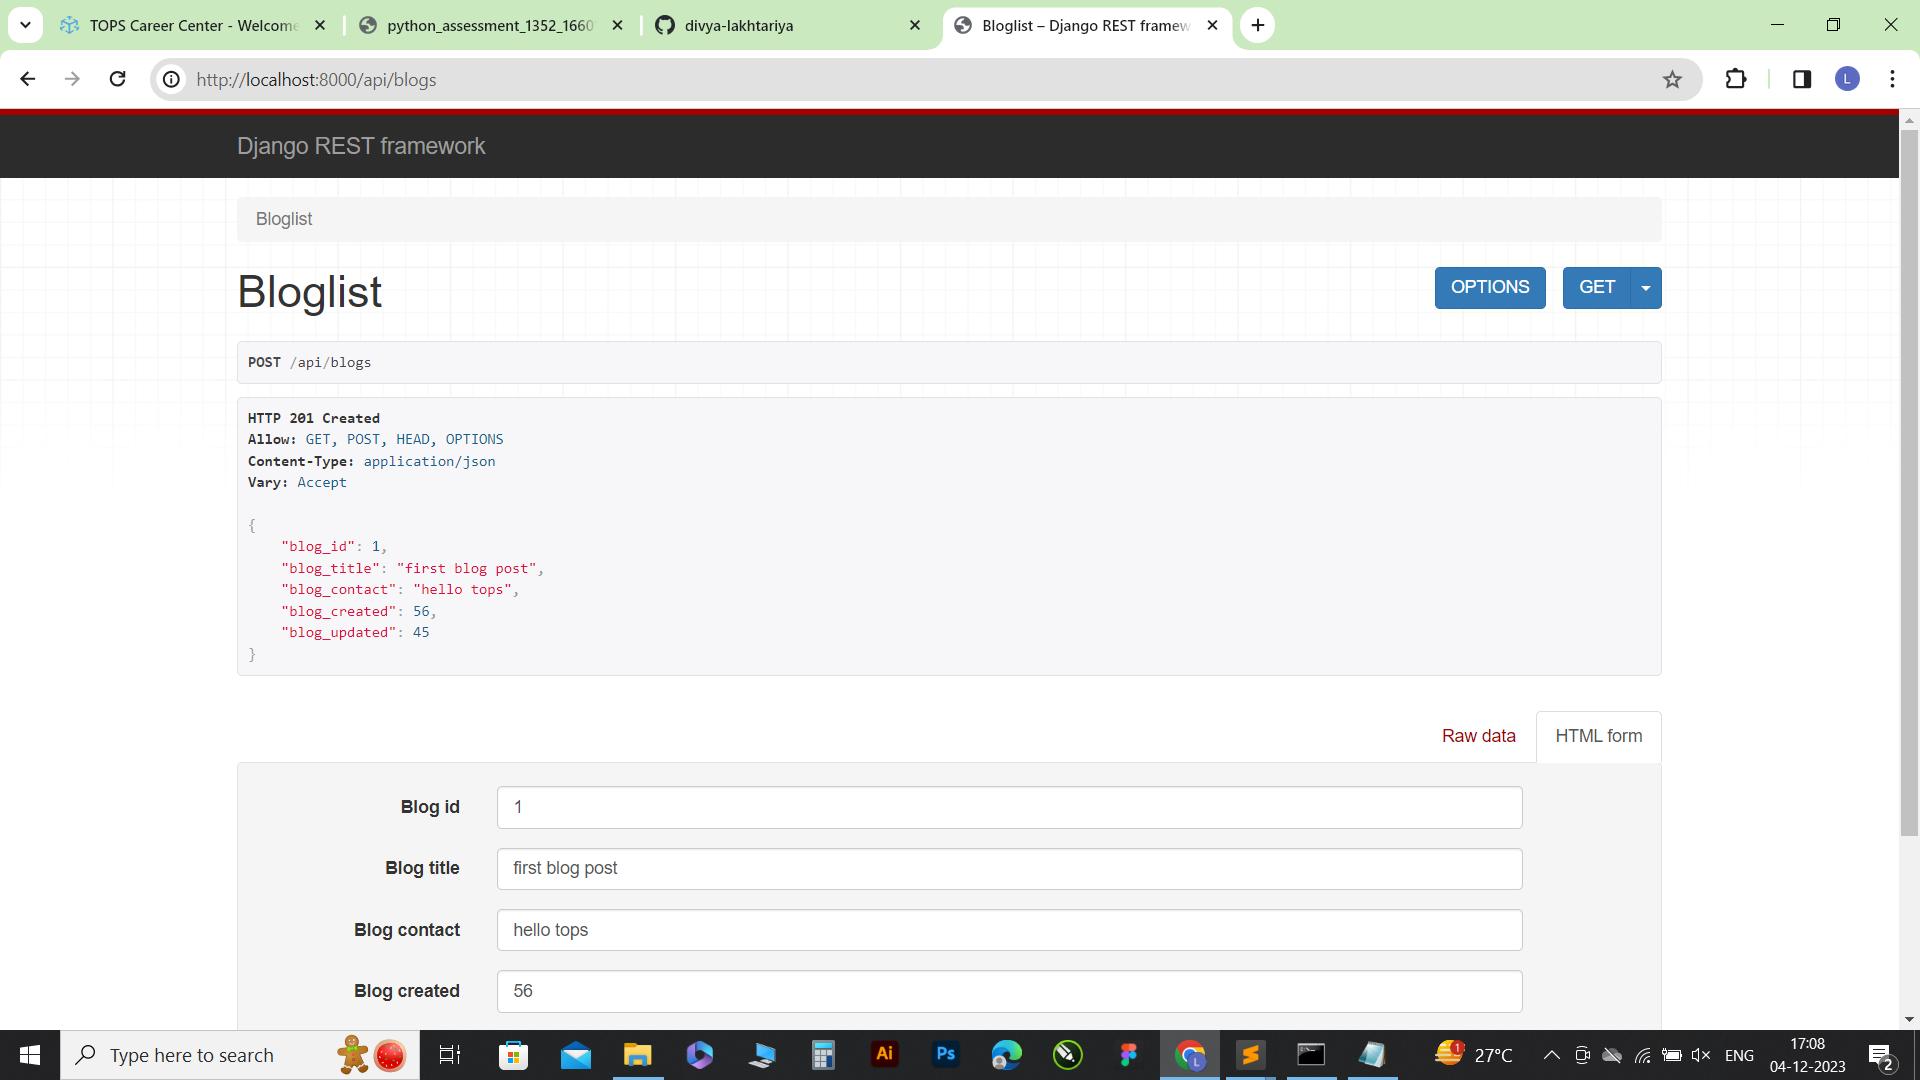 TOPS Career Center - Welcome
python_assessment_1352_1660
divya-lakhtariya
Bloglist – Django REST framew
http://localhost:8000/api/blogs
L
Django REST framework
Bloglist
Bloglist
OPTIONS
GET
POST /api/blogs
HTTP 201 Created
Allow: GET, POST, HEAD, OPTIONS
Content-Type: application/json
Vary: Accept
{
"blog_id": 1,
"blog_title": "first blog post",
"blog_contact": "hello tops",
"blog_created": 56,
"blog_updated": 45
}
Raw data
HTML form
Blog id
1
Blog title
first blog post
Blog contact
hello tops
Blog created
56
Type here to search
Ai
Ps
L
S
1
27°C
ENG
17:08
04-12-2023
2